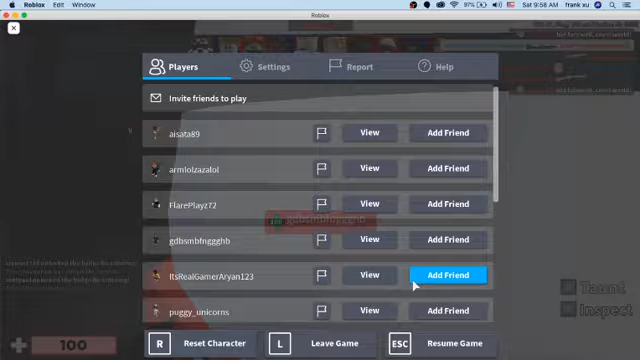 Roblox Edit Window 97% Sat 9:58 AM frank xu
Roblox
Players Settings Report Help
Invite friends to play
aisata89 View Add Friend
armlolzazalol View Add Friend
FlarePlayz72 View Add Friend
gdbsmbfnggghb
gdbsmbfnggghb View Add Friend
ItsRealGamerAryan123 View Add Friend
Taunt
puggy_unicorns View Add Friend
Inspect
100
R Reset Character L Leave Game ESC Resume Game